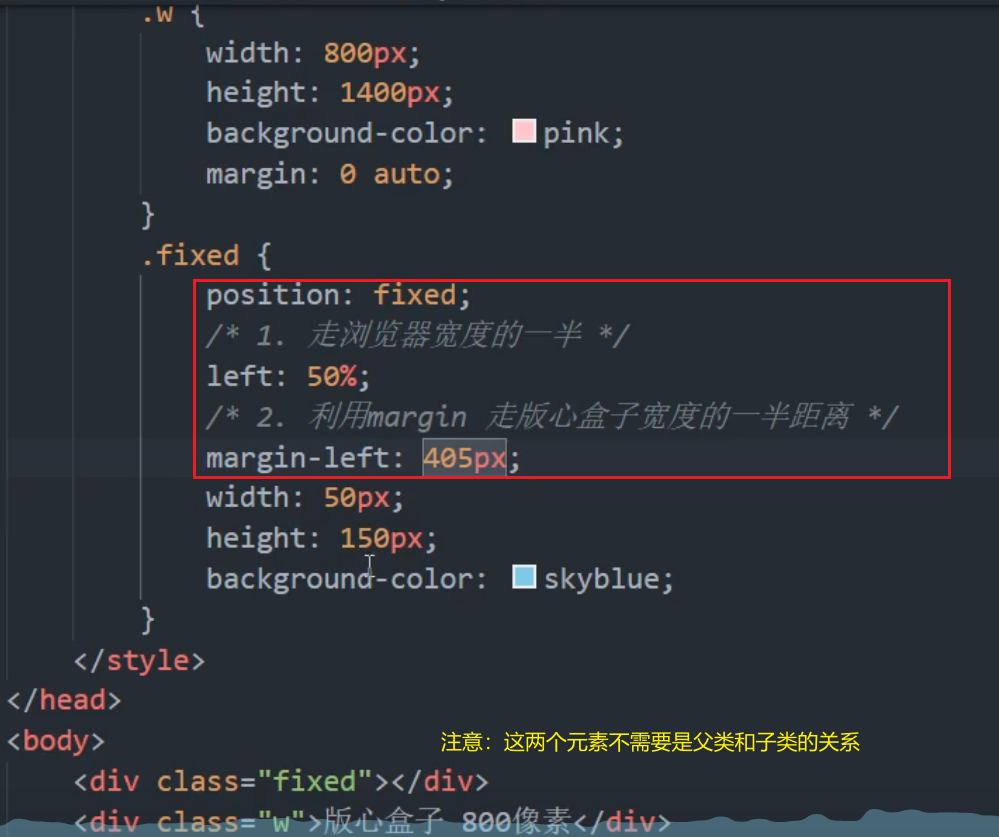 .w {
width: 800px;
height: 1400px;
background-color: pink;
margin: 0 auto;
}
.fixed {
position: fixed;
/* 1. 走浏览器宽度的一半 */
left: 50%;
/* 2. 利用margin 走版心盒子宽度的一半距离 */
margin-left: 405px;
width: 50px;
height: 150px;
background-color: skyblue;
}
</style>
</head>
<body>
注意：这两个元素不需要是父类和子类的关系
<div class="fixed"></div>
<div class="w">版心盒子 800像素</div>